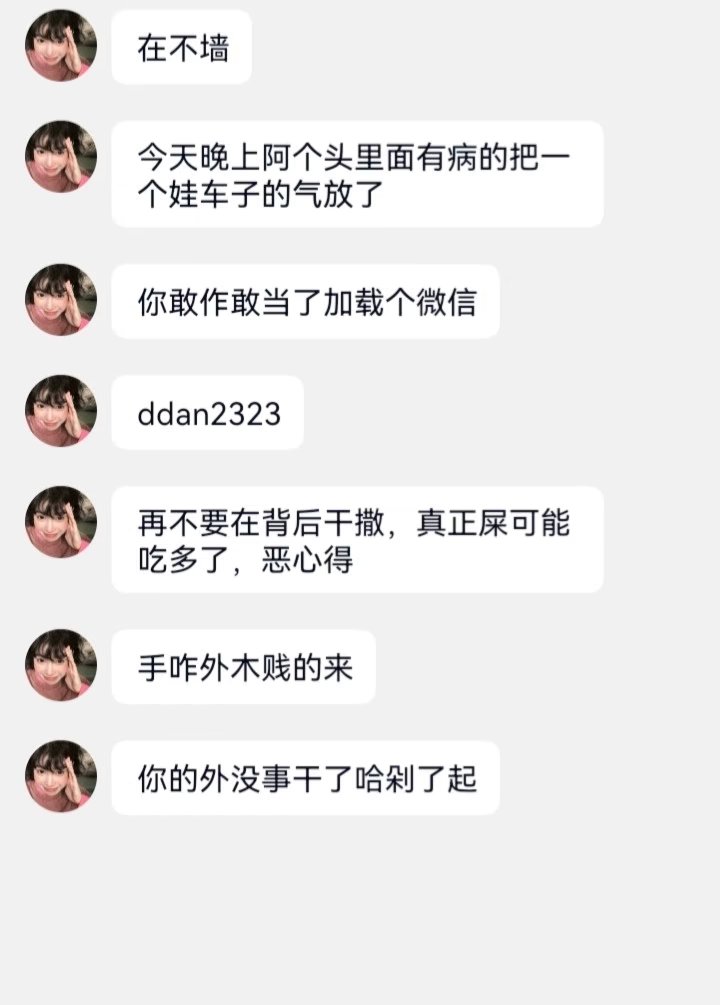 在不墙
今天晚上阿个头里面有病的把一
个娃车子的气放了
你敢作敢当了加载个微信
ddan2323
再不要在背后干撒，真正屎可能
吃多了，恶心得
手咋外木贱的来
你的外没事干了哈剁了起